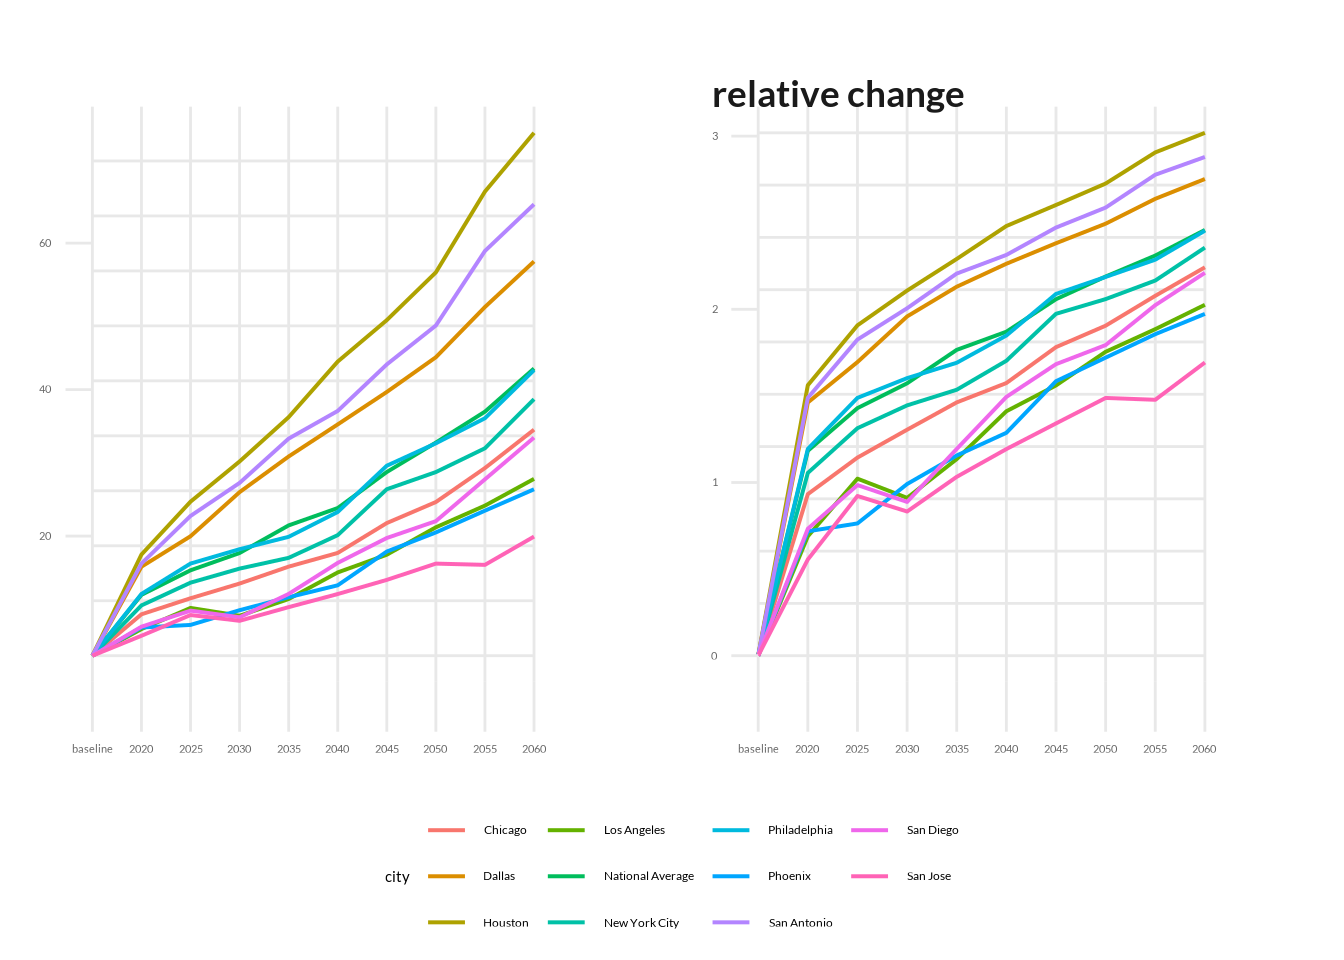 relative change
60
40
20
baseline 2020 2025 2030 2035 2040 2045 2050 2055 2060
3
2
1
0
baseline 2020 2025 2030 2035 2040 2045 2050 2055 2060
city
Chicago Los Angeles Philadelphia San Diego
Dallas National Average Phoenix San Jose
Houston New York City San Antonio